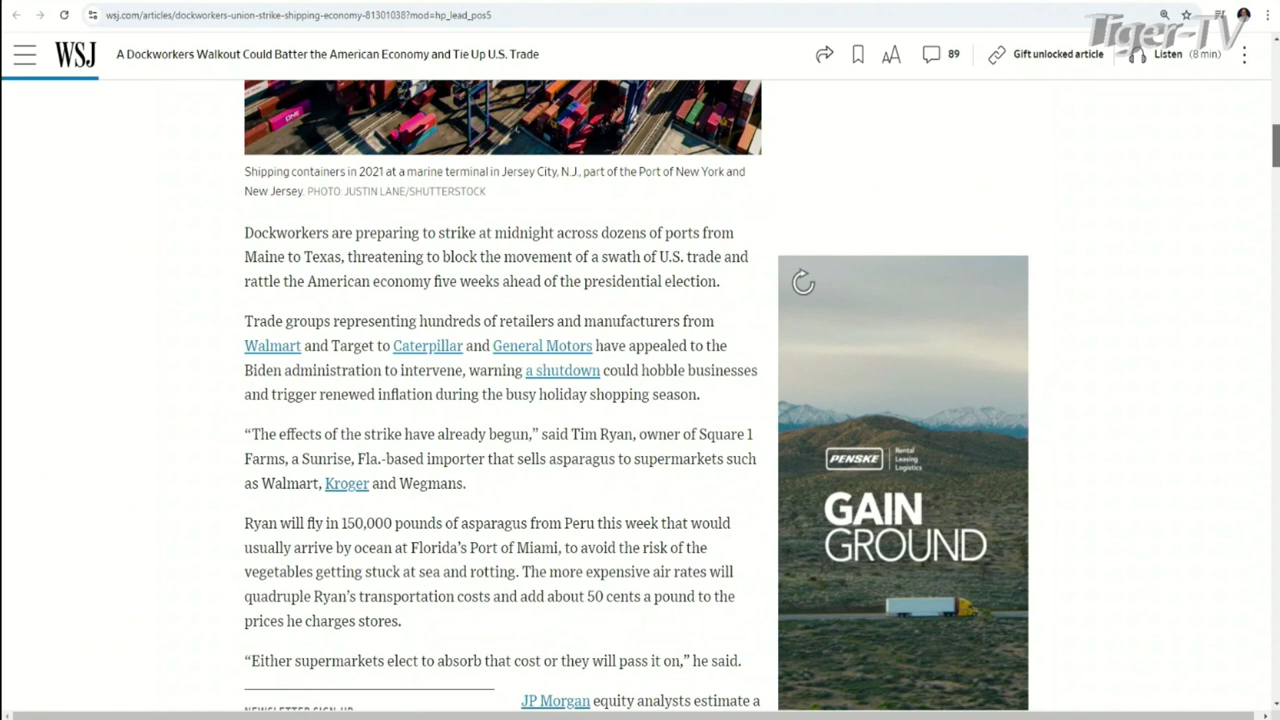 wsj.com/articles/dockworkers-union-strike-shipping-economy-81301038?mod=hp_lead_pos5
Tiger-TV
WSJ
A Dockworkers Walkout Could Batter the American Economy and Tie Up U.S. Trade
AA
89
Gift unlocked article
Listen (8 min)
ONE
Shipping containers in 2021 at a marine terminal in Jersey City, N.J., part of the Port of New York and
New Jersey. PHOTO: JUSTIN LANE/SHUTTERSTOCK
Dockworkers are preparing to strike at midnight across dozens of ports from
Maine to Texas, threatening to block the movement of a swath of U.S. trade and
rattle the American economy five weeks ahead of the presidential election.
Trade groups representing hundreds of retailers and manufacturers from
Walmart and Target to Caterpillar and General Motors have appealed to the
Biden administration to intervene, warning a shutdown could hobble businesses
and trigger renewed inflation during the busy holiday shopping season.
“The effects of the strike have already begun,” said Tim Ryan, owner of Square 1
Farms, a Sunrise, Fla.-based importer that sells asparagus to supermarkets such
as Walmart, Kroger and Wegmans.
Ryan will fly in 150,000 pounds of asparagus from Peru this week that would
usually arrive by ocean at Florida’s Port of Miami, to avoid the risk of the
vegetables getting stuck at sea and rotting. The more expensive air rates will
quadruple Ryan’s transportation costs and add about 50 cents a pound to the
prices he charges stores.
“Either supermarkets elect to absorb that cost or they will pass it on,” he said.
NEWSLETTER SIGN-UP
JP Morgan equity analysts estimate a
PENSKE
Rental
Leasing
Logistics
GAIN
GROUND